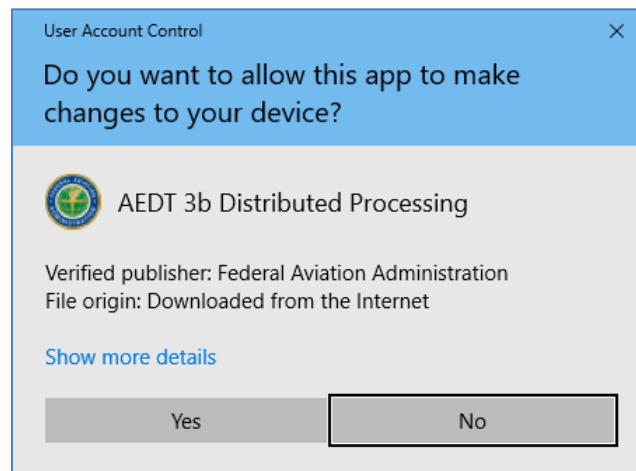 User Account Control
Do you want to allow this app to make
changes to your device?
AEDT 3b Distributed Processing
Verified publisher: Federal Aviation Administration
File origin: Downloaded from the Internet
Show more details
Yes
No